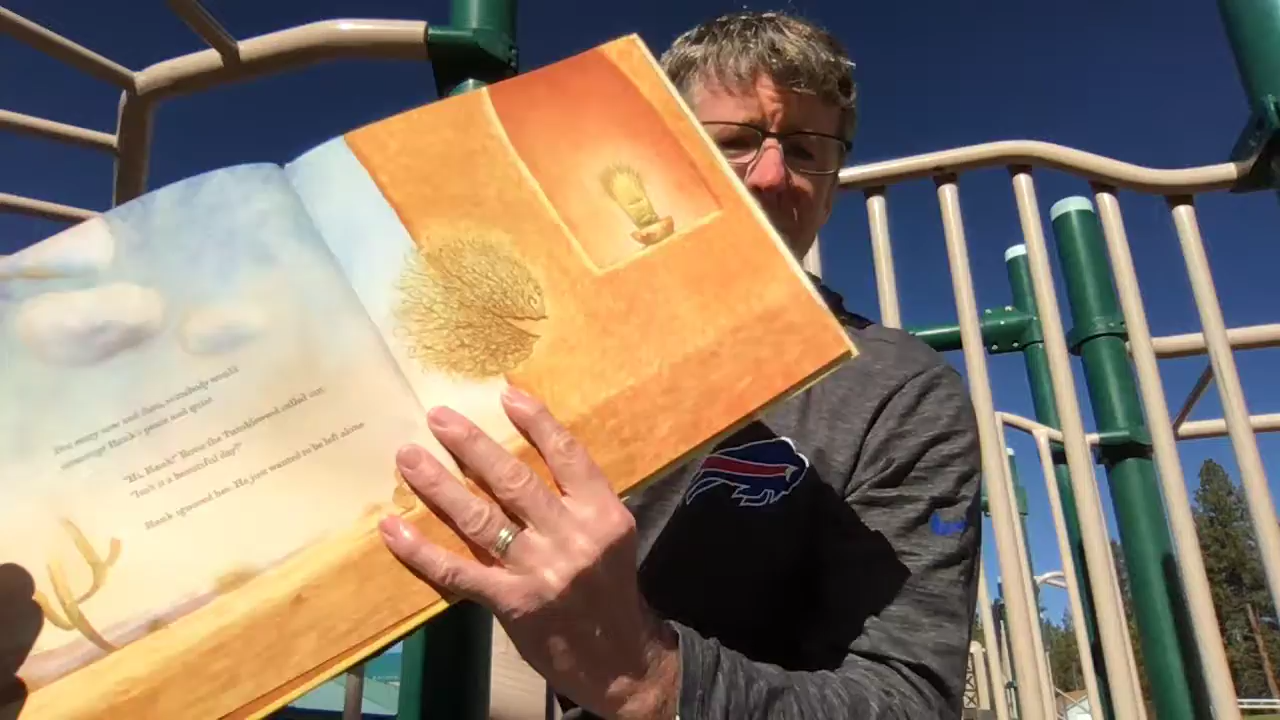 But every now and then, somebody would
interrupt Hank's peace and quiet.
"Hi, Hank!" Rosie the Tumbleweed called out.
"Isn't it a beautiful day?"
Hank ignored her. He just wanted to be left alone.